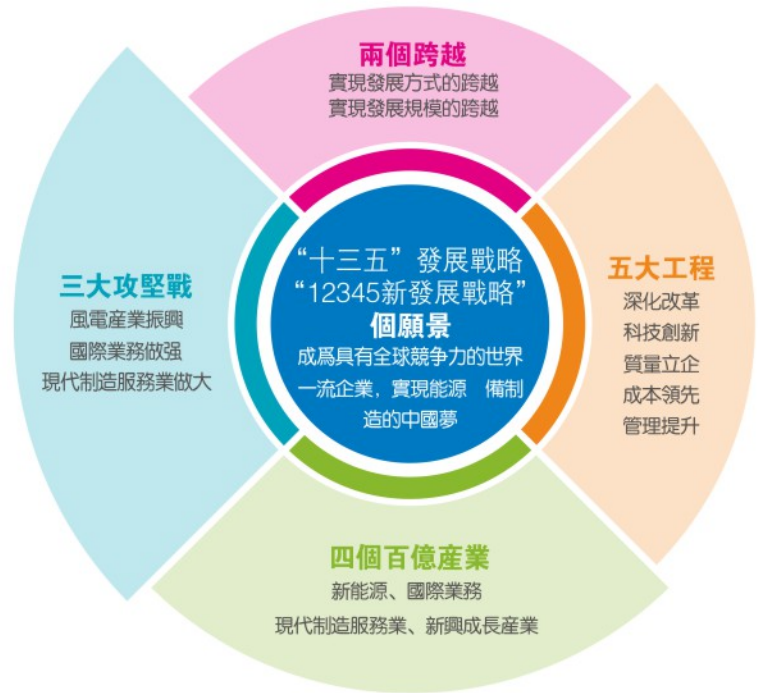 兩個跨越
實現發展方式的跨越
實現發展規模的跨越
“十三五”發展戰略
“12345新發展戰略”
個願景
成爲具有全球競争力的世界
一流企業，實現能源 備制
造的中國夢
三大攻堅戰
風電産業振興
國際業務做强
現代制造服務業做大
五大工程
深化改革
科技創新
質量立企
成本領先
管理提升
四個百億産業
新能源、國際業務
現代制造服務業、新興成長産業